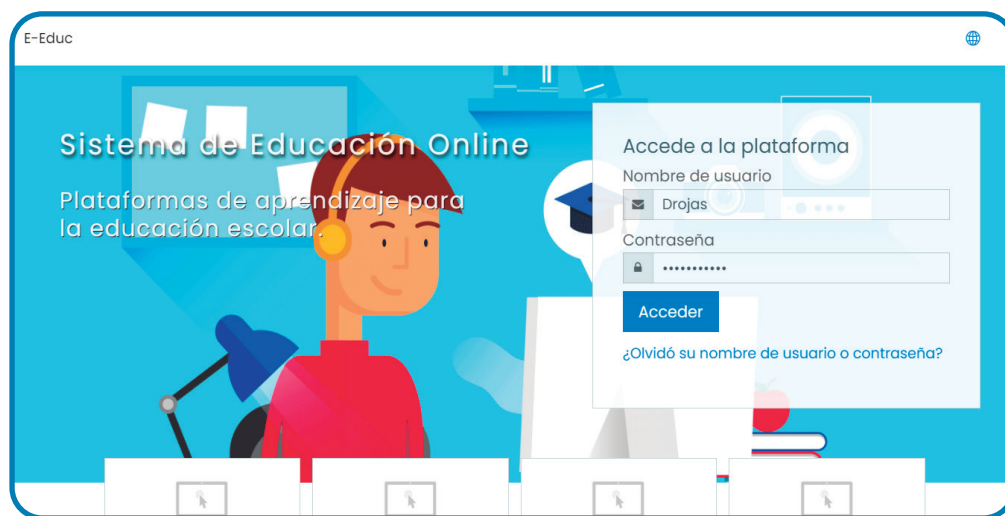 E-Educ
Sistema de Educación Online
Plataformas de aprendizaje para
la educación escolar.
Accede a la plataforma
Nombre de usuario
Drojas
Contraseña
•••••••••••
Acceder
¿Olvidó su nombre de usuario o contraseña?